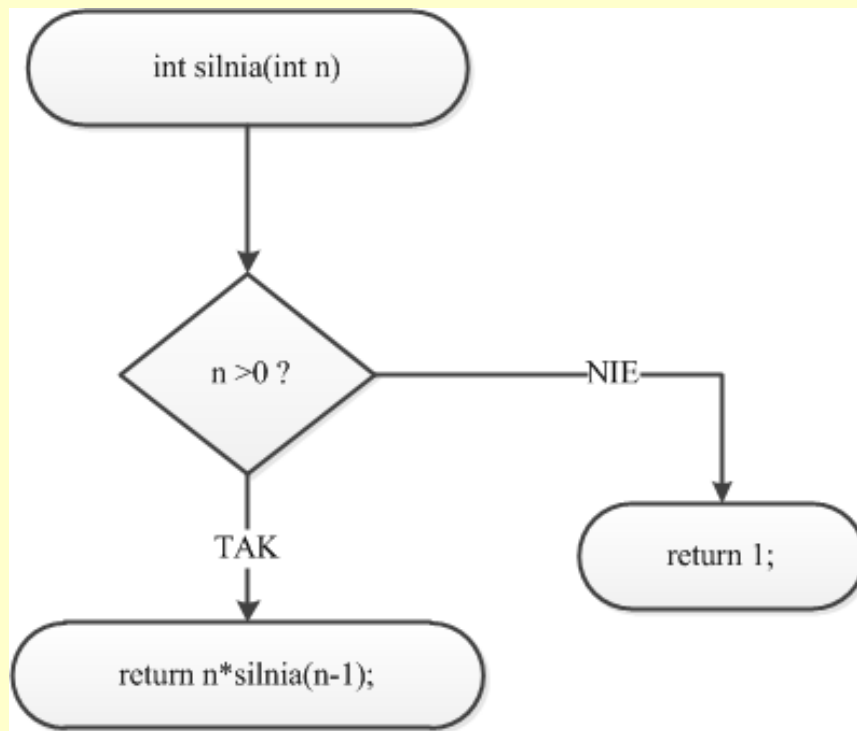 int silnia(int n)
n >0 ?
NIE
TAK
return 1;
return n*silnia(n-1);